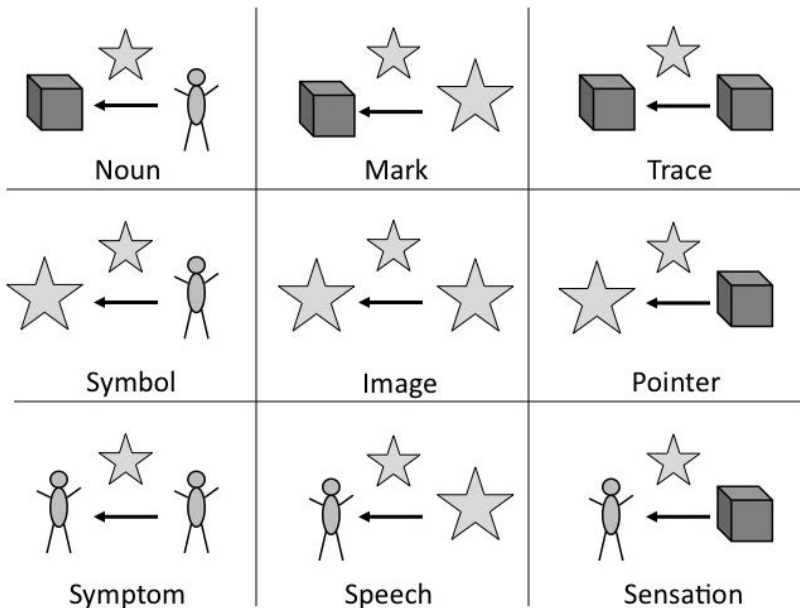 Noun
Mark
Trace
Symbol
Image
Pointer
Symptom
Speech
Sensation